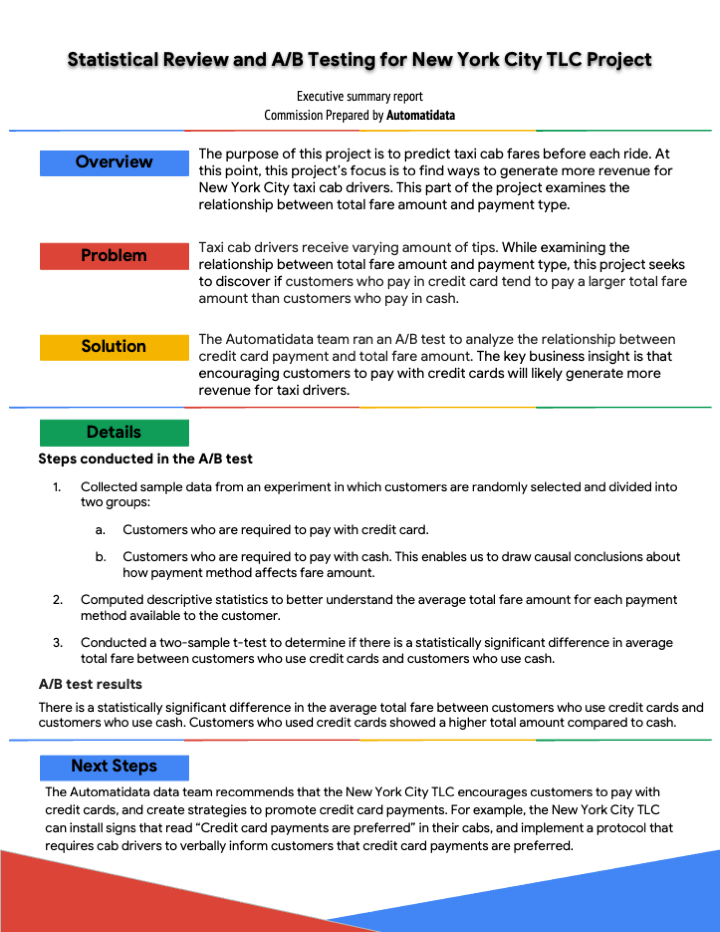 Statistical Review and A/B Testing for New York City TLC Project
Executive summary report
Commission Prepared by Automatidata
Overview
The purpose of this project is to predict taxi cab fares before each ride. At
this point, this project's focus is to find ways to generate more revenue for
New York City taxi cab drivers. This part of the project examines the
relationship between total fare amount and payment type.
Problem
Taxi cab drivers receive varying amount of tips. While examining the
relationship between total fare amount and payment type, this project seeks
to discover if customers who pay in credit card tend to pay a larger total fare
amount than customers who pay in cash.
Solution
The Automatidata team ran an A/B test to analyze the relationship between
credit card payment and total fare amount. The key business insight is that
encouraging customers to pay with credit cards will likely generate more
revenue for taxi drivers.
Details
Steps conducted in the A/B test
1. Collected sample data from an experiment in which customers are randomly selected and divided into
two groups:
a. Customers who are required to pay with credit card.
b. Customers who are required to pay with cash. This enables us to draw causal conclusions about
how payment method affects fare amount.
2. Computed descriptive statistics to better understand the average total fare amount for each payment
method available to the customer.
3. Conducted a two-sample t-test to determine if there is a statistically significant difference in average
total fare between customers who use credit cards and customers who use cash.
A/B test results
There is a statistically significant difference in the average total fare between customers who use credit cards and
customers who use cash. Customers who used credit cards showed a higher total amount compared to cash.
Next Steps
The Automatidata data team recommends that the New York City TLC encourages customers to pay with
credit cards, and create strategies to promote credit card payments. For example, the New York City TLC
can install signs that read “Credit card payments are preferred” in their cabs, and implement a protocol that
requires cab drivers to verbally inform customers that credit card payments are preferred.